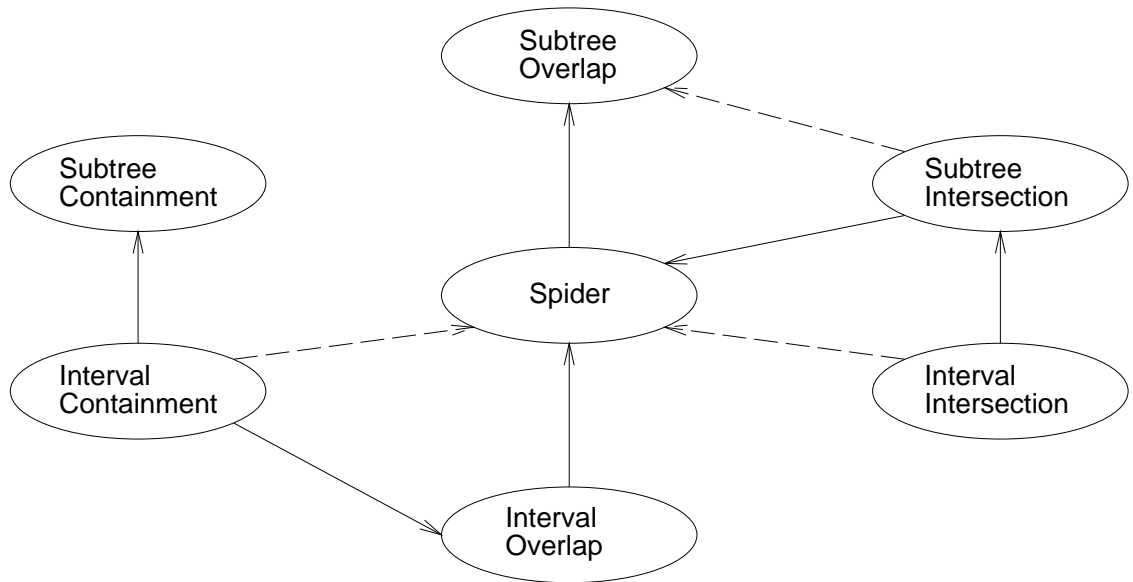 Subtree
Overlap
Subtree
Containment
Subtree
Intersection
Spider
Interval
Containment
Interval
Intersection
Interval
Overlap